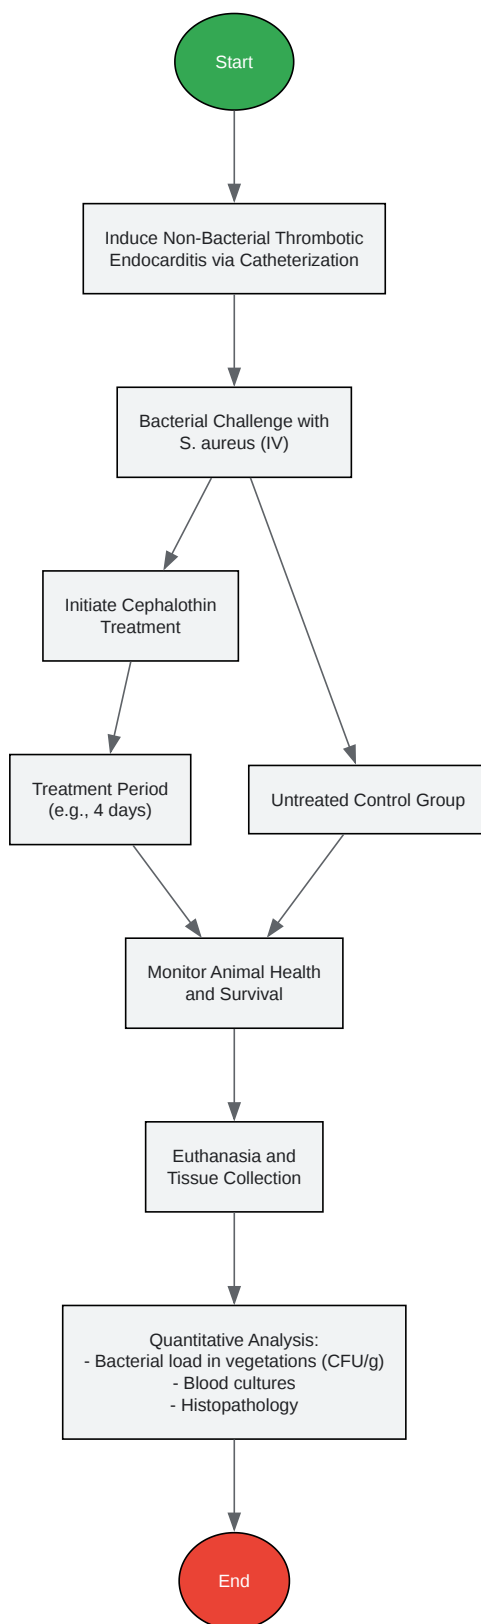 Start
Induce Non-Bacterial Thrombotic
Endocarditis via Catheterization
Bacterial Challenge with
S. aureus (IV)
Initiate Cephalothin
Treatment
Treatment Period
(e.g., 4 days)
Untreated Control Group
Monitor Animal Health
and Survival
Euthanasia and
Tissue Collection
Quantitative Analysis:
- Bacterial load in vegetations (CFU/g)
- Blood cultures
- Histopathology
End